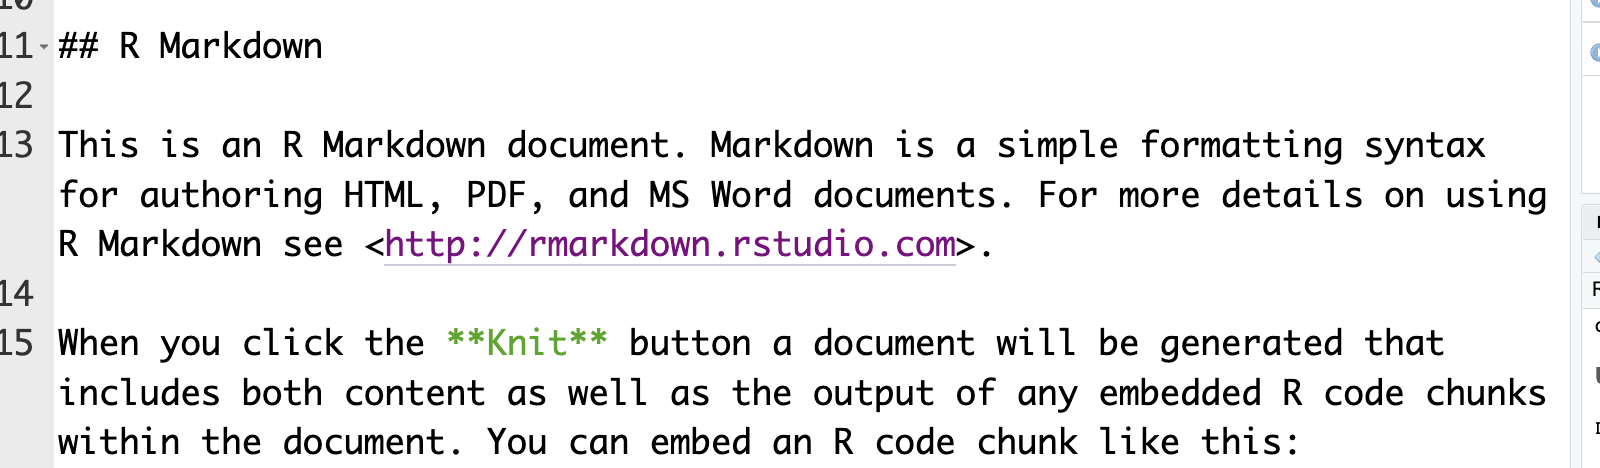 11 ## R Markdown
12
13 This is an R Markdown document. Markdown is a simple formatting syntax
for authoring HTML, PDF, and MS Word documents. For more details on using
R Markdown see <http://rmarkdown.rstudio.com>.
14
15 When you click the **Knit** button a document will be generated that
includes both content as well as the output of any embedded R code chunks
within the document. You can embed an R code chunk like this: